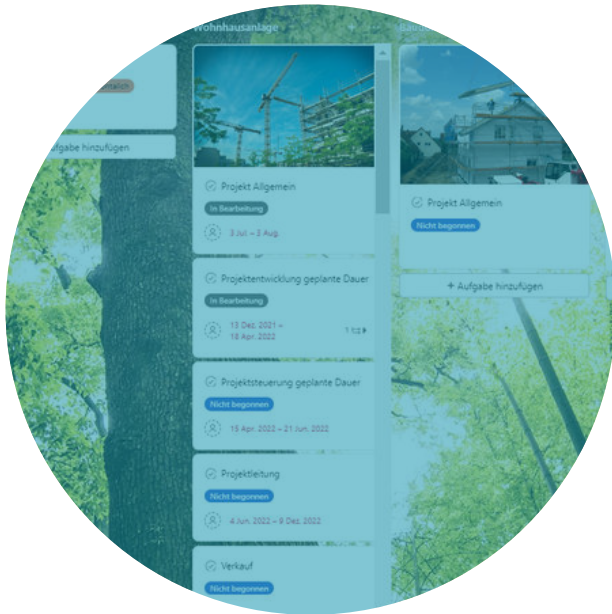 Wohnhausanlage
Aufgabe hinzufügen
Projekt Allgemein
In Bearbeitung
3 Jul. – 2 Aug.
Projektentwicklung geplante Dauer
In Bearbeitung
13 Dez. 2021 –
18 Apr. 2022
1
Projektsteuerung geplante Dauer
Nicht begonnen
15 Apr. 2022 – 21 Jun. 2022
Projektleitung
Nicht begonnen
4 Jun. 2022 – 9 Dez. 2022
Verkauf
Nicht begonnen
Projekt Allgemein
Nicht begonnen
+ Aufgabe hinzufügen